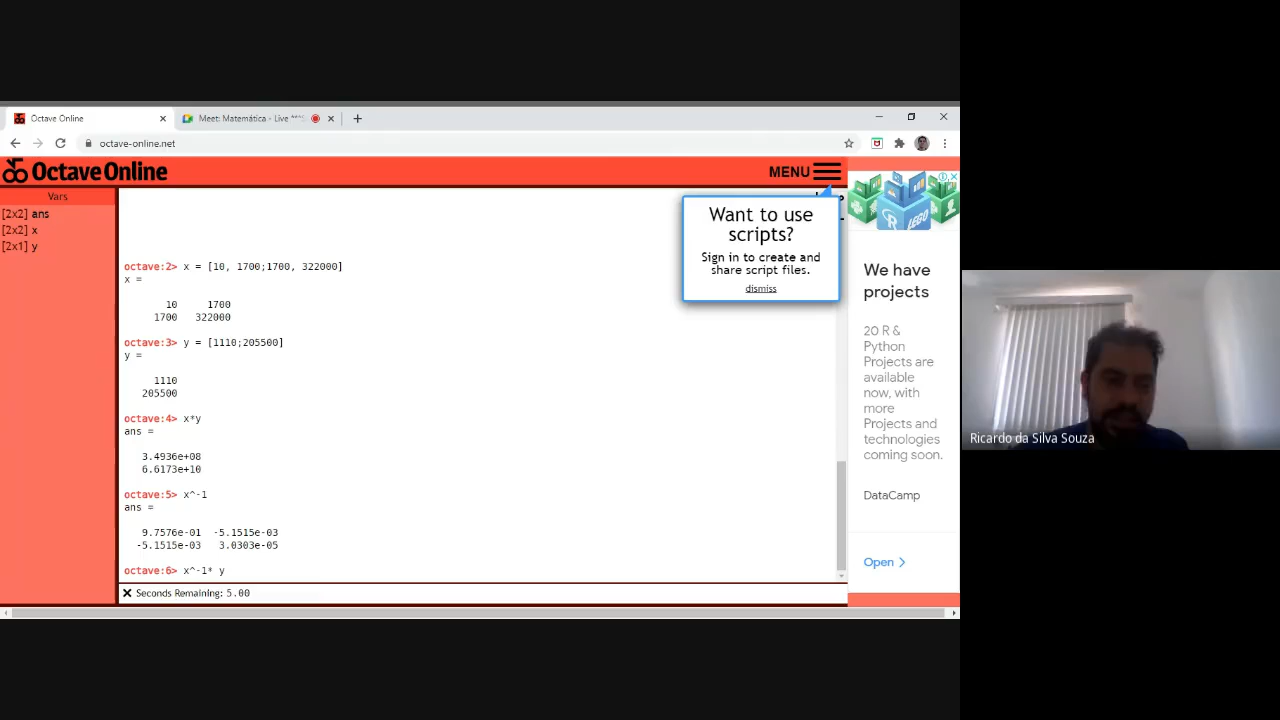 Octave Online
Meet: Matemática - Live
octave-online.net
Octave Online
MENU
Vars
[2x2] ans
[2x2] x
[2x1] y
Want to use
scripts?
Sign in to create and
share script files.
dismiss
octave:2> x = [10, 1700;1700, 322000]
x =
10 1700
1700 322000
octave:3> y = [1110;205500]
y =
1110
205500
octave:4> x*y
ans =
3.4936e+08
6.6173e+10
octave:5> x^-1
ans =
9.7576e-01 -5.1515e-03
-5.1515e-03 3.0303e-05
octave:6> x^-1* y
Seconds Remaining: 5.00
R
LEGO
We have
projects
20 R &
Python
Projects are
available
now, with
more
Projects and
technologies
coming soon.
DataCamp
Open
Ricardo da Silva Souza